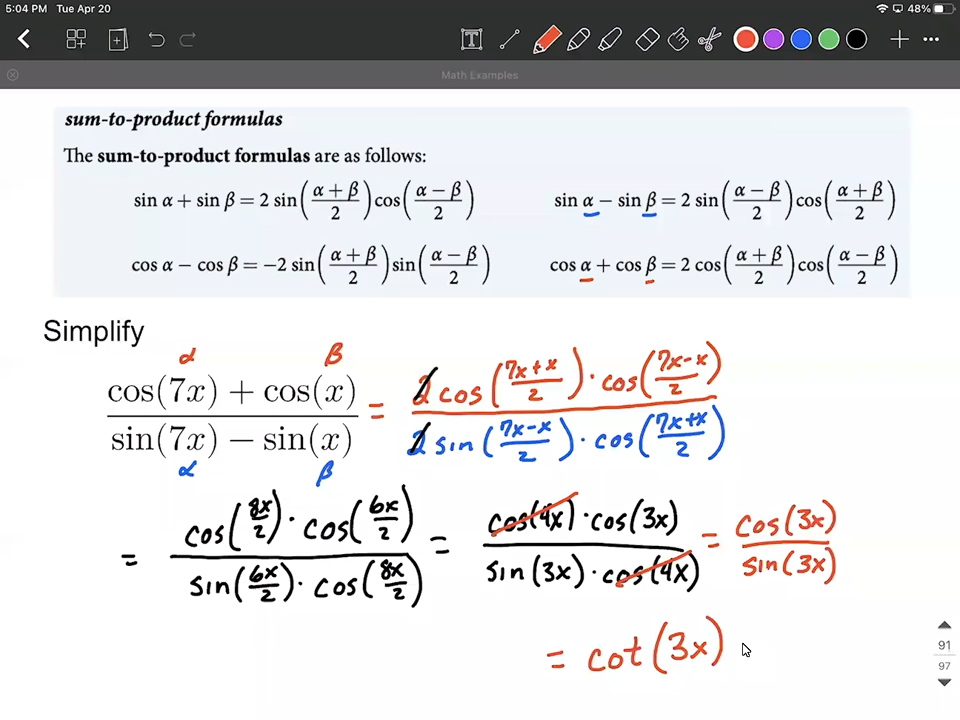 5:04 PM Tue Apr 20 48%
Math Examples
sum-to-product formulas
The sum-to-product formulas are as follows:
sin α + sin β = 2 sin((α + β)/2) cos((α − β)/2) sin α − sin β = 2 sin((α − β)/2) cos((α + β)/2)
cos α − cos β = −2 sin((α + β)/2) sin((α − β)/2) cos α + cos β = 2 cos((α + β)/2) cos((α − β)/2)
Simplify
α β
cos(7x) + cos(x) = 2 cos((7x+x)/2) · cos((7x-x)/2)
sin(7x) − sin(x) 2 sin((7x-x)/2) · cos((7x+x)/2)
α β
= cos(8x/2) · cos(6x/2) = cos(4x) · cos(3x) = cos(3x)
sin(6x/2) · cos(8x/2) sin(3x) · cos(4x) sin(3x)
= cot(3x)
91
97